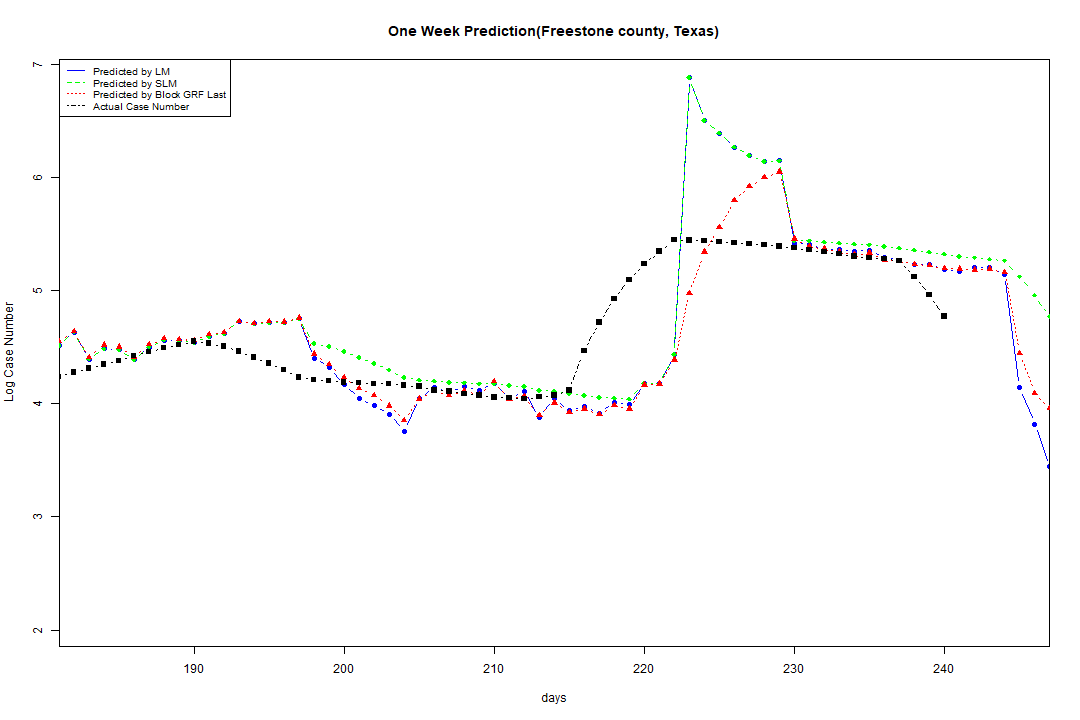 One Week Prediction(Freestone county, Texas)
Predicted by LM
Predicted by SLM
Predicted by Block GRF Last
Actual Case Number
7
6
5
4
3
2
Log Case Number
190 200 210 220 230 240
days